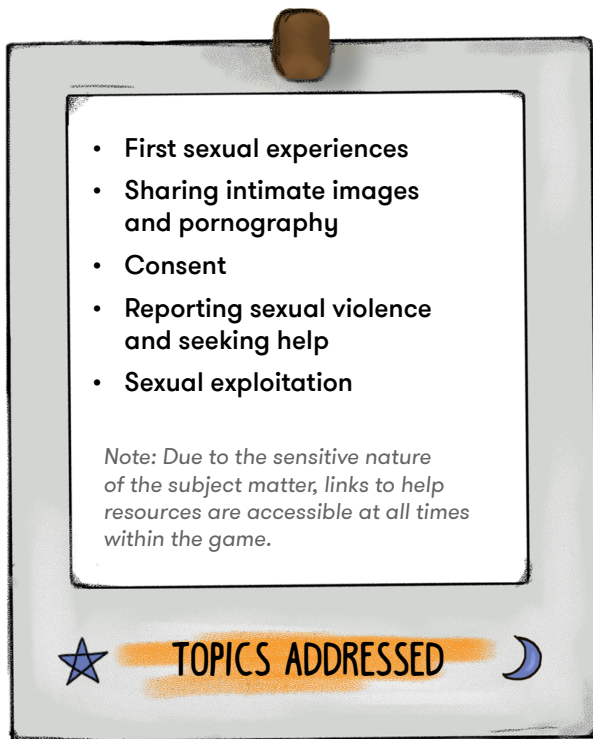 • First sexual experiences
• Sharing intimate images
and pornography
• Consent
• Reporting sexual violence
and seeking help
• Sexual exploitation
Note: Due to the sensitive nature
of the subject matter, links to help
resources are accessible at all times
within the game.
TOPICS ADDRESSED